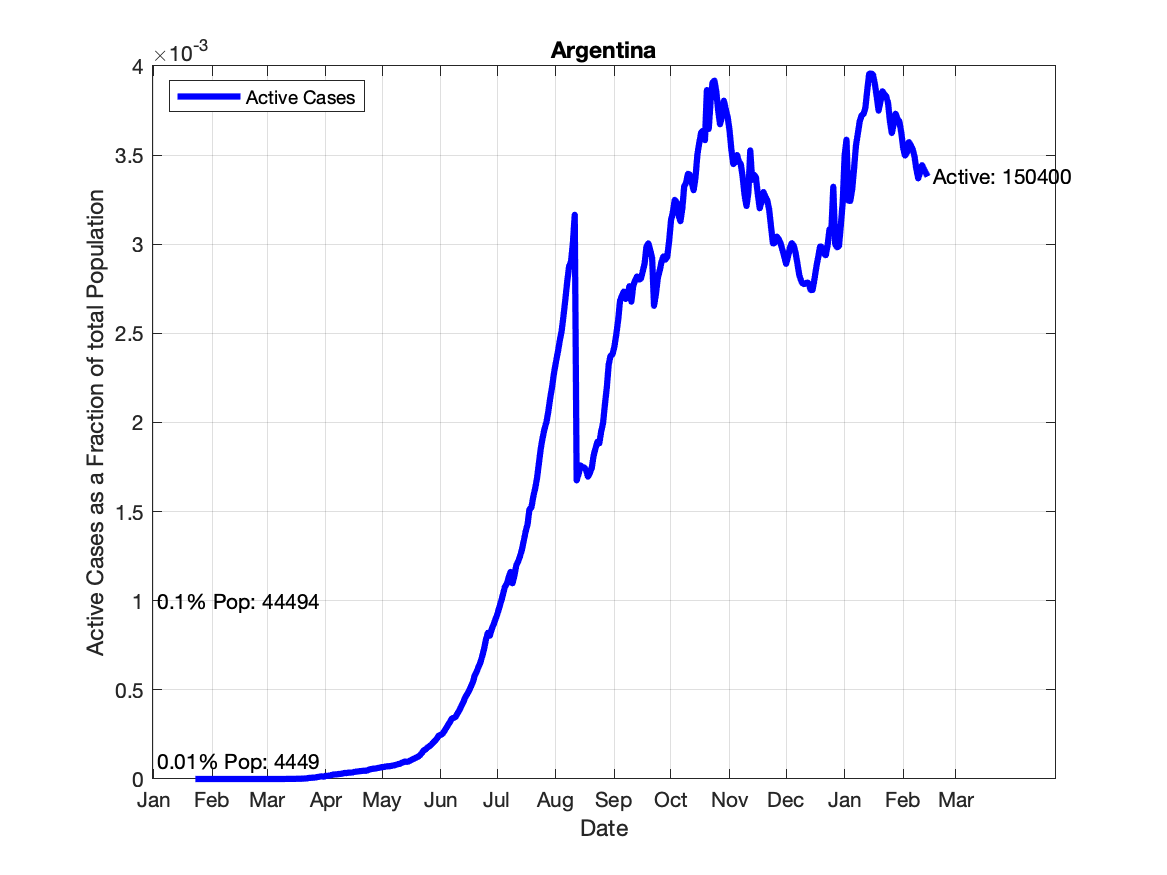 Argentina
×10-3
Active Cases
4
3.5
3
2.5
2
1.5
1
0.5
0
Active Cases as a Fraction of total Population
Active: 150400
0.1% Pop: 44494
0.01% Pop: 4449
Jan Feb Mar Apr May Jun Jul Aug Sep Oct Nov Dec Jan Feb Mar
Date